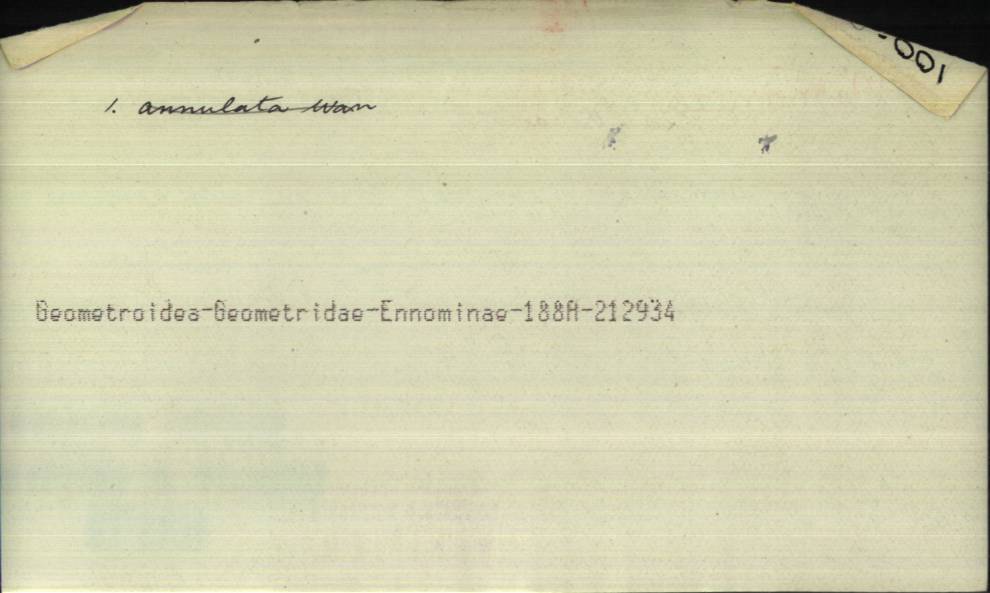 1. annulata Warr
Geometroidea-Geometridae-Ennominae-188A-212934